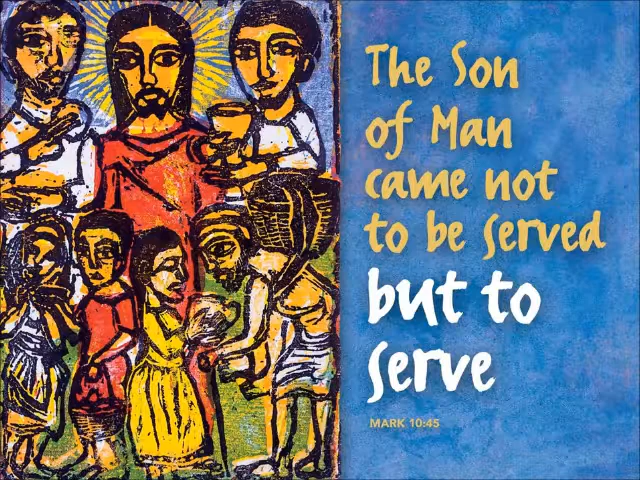 The Son
of Man
came not
to be served
but to
serve
MARK 10:45